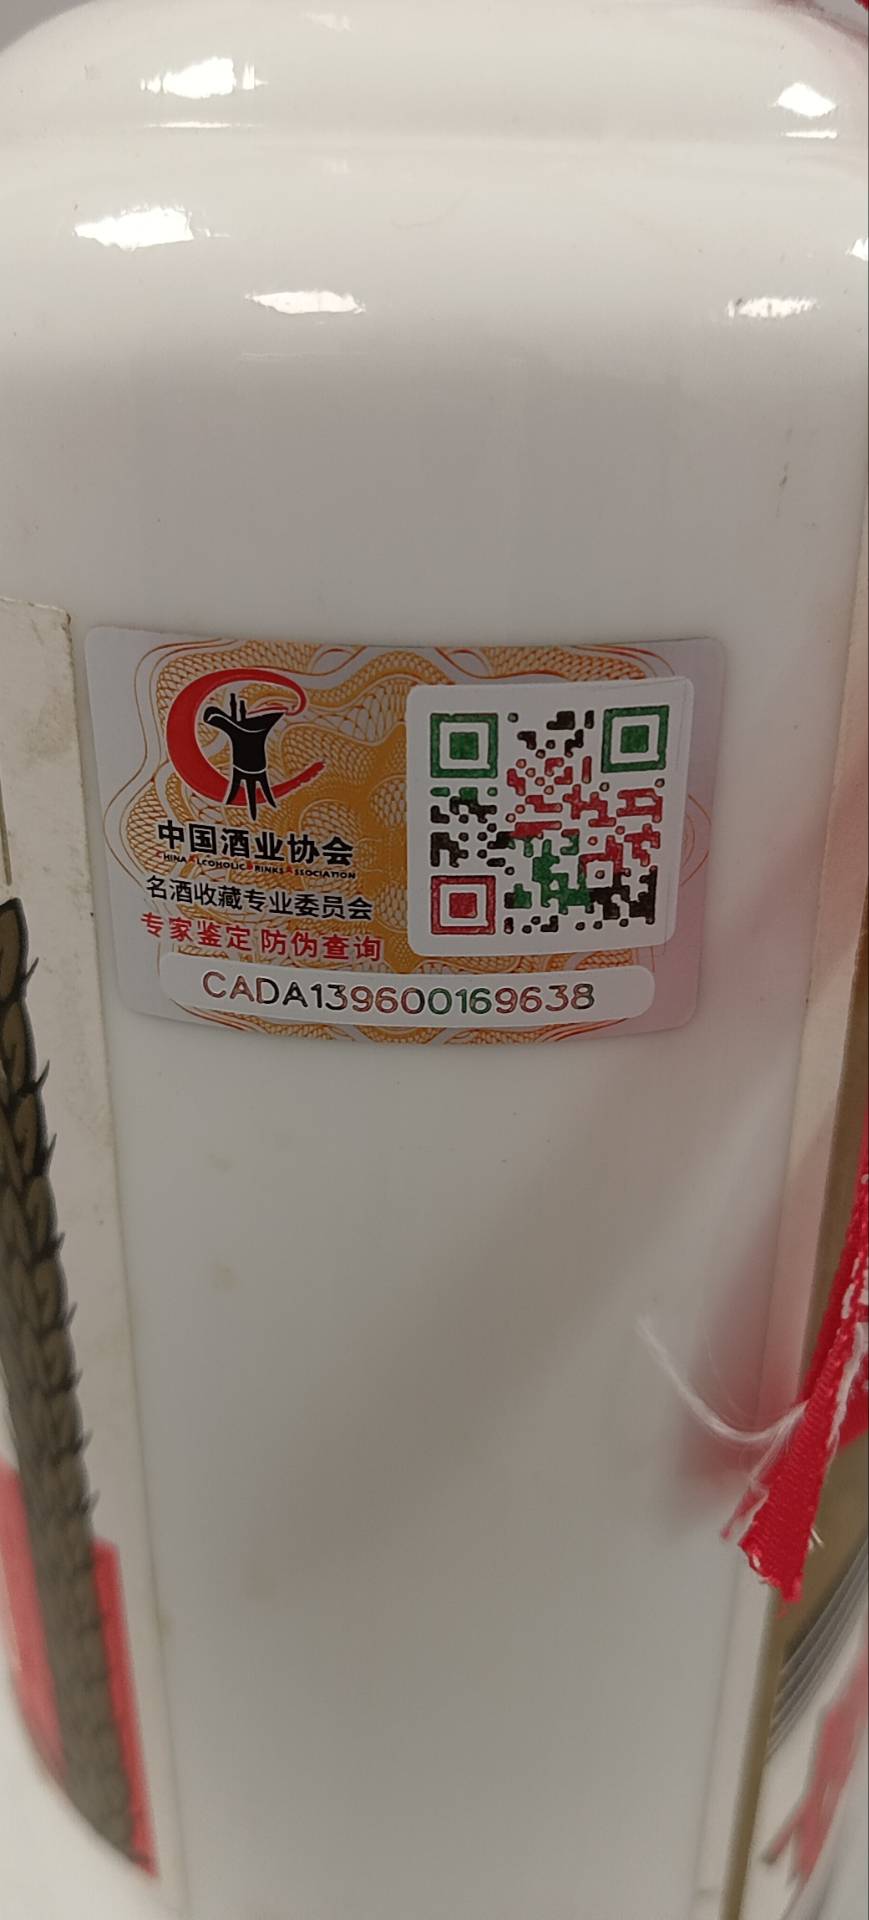 中国酒业协会
CHINA ALCOHOLIC DRINKS ASSOCIATION
名酒收藏专业委员会
专家鉴定 防伪查询
CADA139600169638